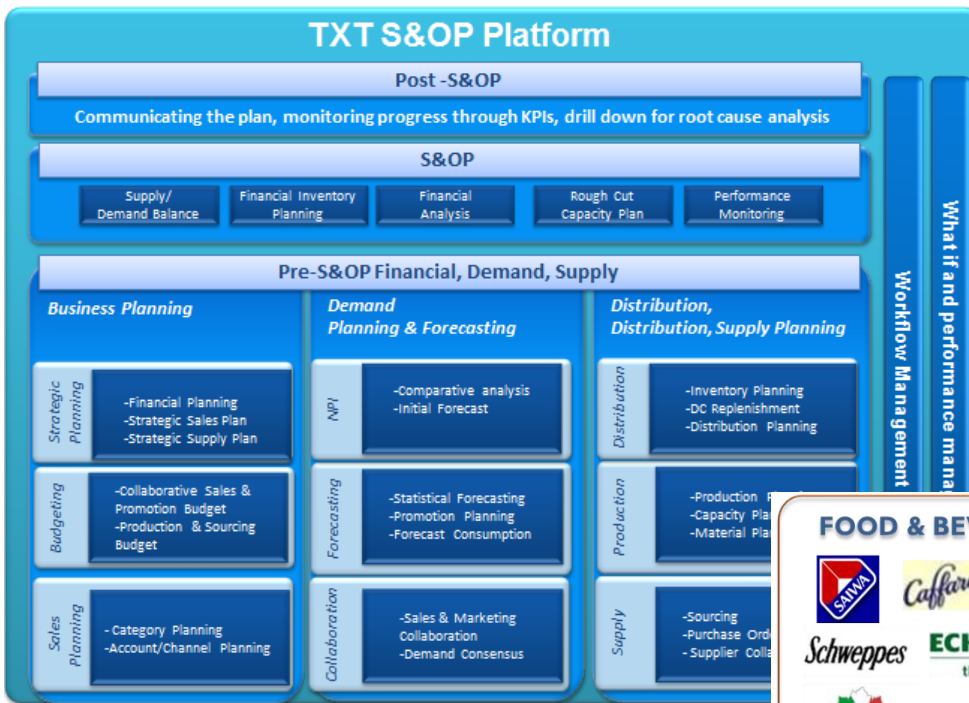 TXT S&OP Platform
Post -S&OP
Communicating the plan, monitoring progress through KPIs, drill down for root cause analysis
S&OP
Supply/
Demand Balance
Financial Inventory
Planning
Financial
Analysis
Rough Cut
Capacity Plan
Performance
Monitoring
Pre-S&OP Financial, Demand, Supply
Business Planning
Strategic
Planning
-Financial Planning
-Strategic Sales Plan
-Strategic Supply Plan
Budgeting
-Collaborative Sales &
Promotion Budget
-Production & Sourcing
Budget
Sales
Planning
- Category Planning
-Account/Channel Planning
Demand
Planning & Forecasting
NPI
-Comparative analysis
-Initial Forecast
Forecasting
-Statistical Forecasting
-Promotion Planning
-Forecast Consumption
Collaboration
-Sales & Marketing
Collaboration
-Demand Consensus
Distribution,
Distribution, Supply Planning
Distribution
-Inventory Planning
-DC Replenishment
-Distribution Planning
Production
-Production
-Capacity
-Material
Supply
-Sourcing
-Purchase
- Supplier
Workflow Management
What if and performance
FOOD &
SAIWA
Schweppes